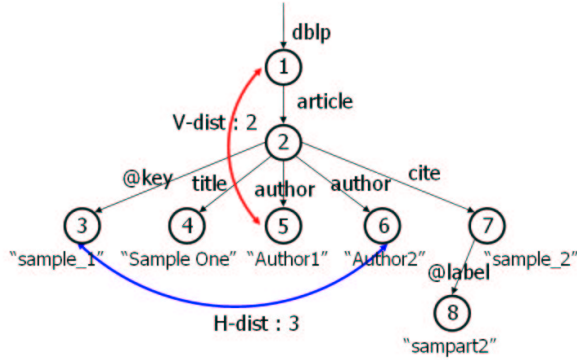 dblp
1
article
V-dist : 2
2
@key
title
author
author
cite
3
4
5
6
7
"sample_1"
"Sample One"
"Author1"
"Author2"
"sample_2"
@label
H-dist : 3
8
"sampart2"